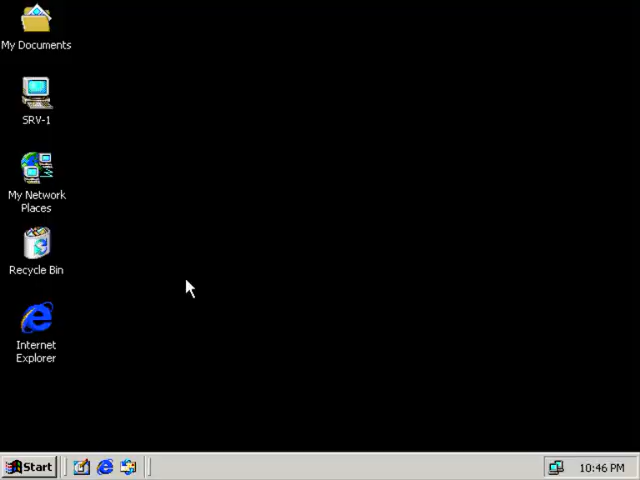 My Documents
SRV-1
My Network
Places
Recycle Bin
Internet
Explorer
Start
10:46 PM